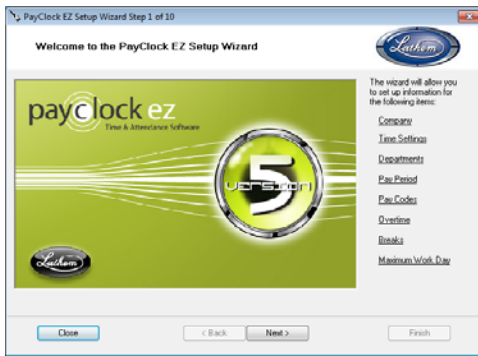 PayClock EZ Setup Wizard Step 1 of 10
Welcome to the PayClock EZ Setup Wizard
Lathem
payclock ez
Time & Attendance Software
VERSION
5
Lathem
The wizard will allow you
to set up information for
the following items:
Company
Time Settings
Departments
Pay Period
Pay Codes
Overtime
Breaks
Maximum Work Day
Close
< Back
Next >
Finish